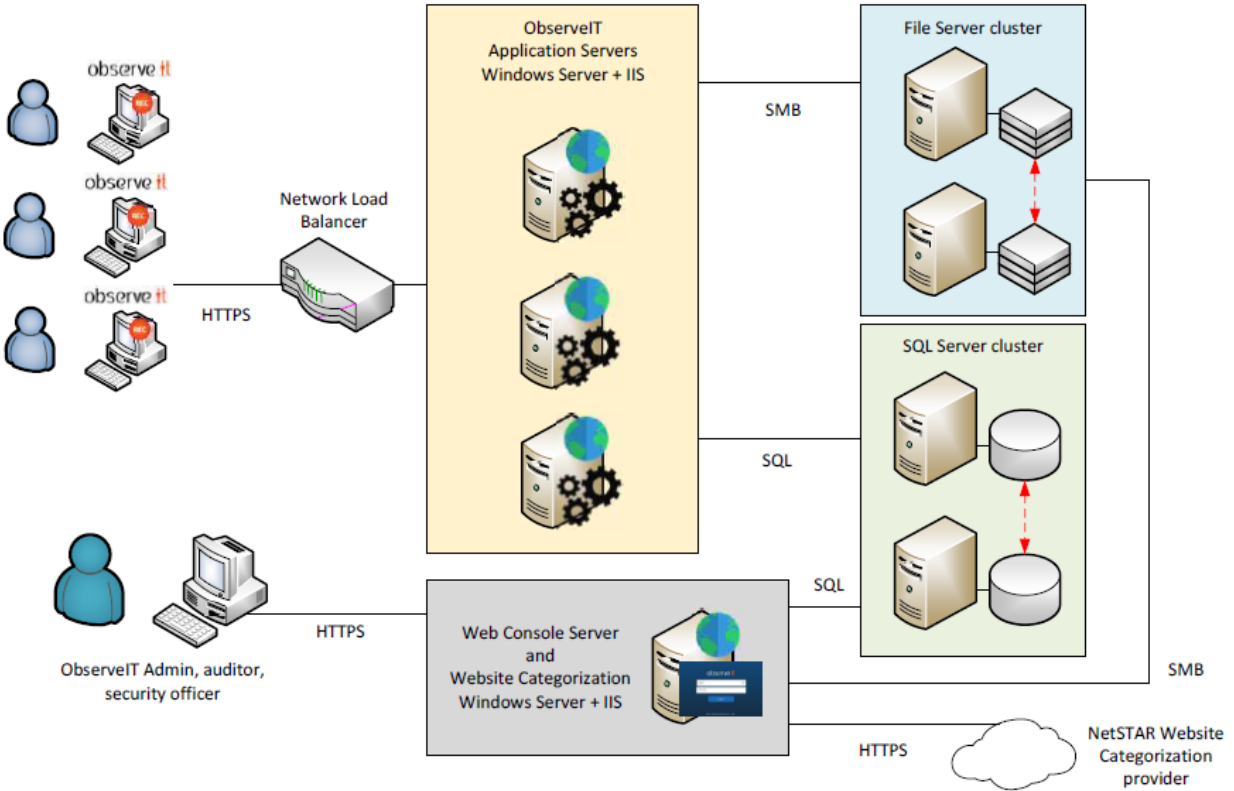 observe it
REC
observe it
REC
observe it
REC
HTTPS
Network Load
Balancer
ObserveIT
Application Servers
Windows Server + IIS
SMB
File Server cluster
SQL Server cluster
SQL
ObserveIT Admin, auditor,
security officer
HTTPS
Web Console Server
and
Website Categorization
Windows Server + IIS
observe it
SQL
SMB
HTTPS
NetSTAR Website
Categorization
provider